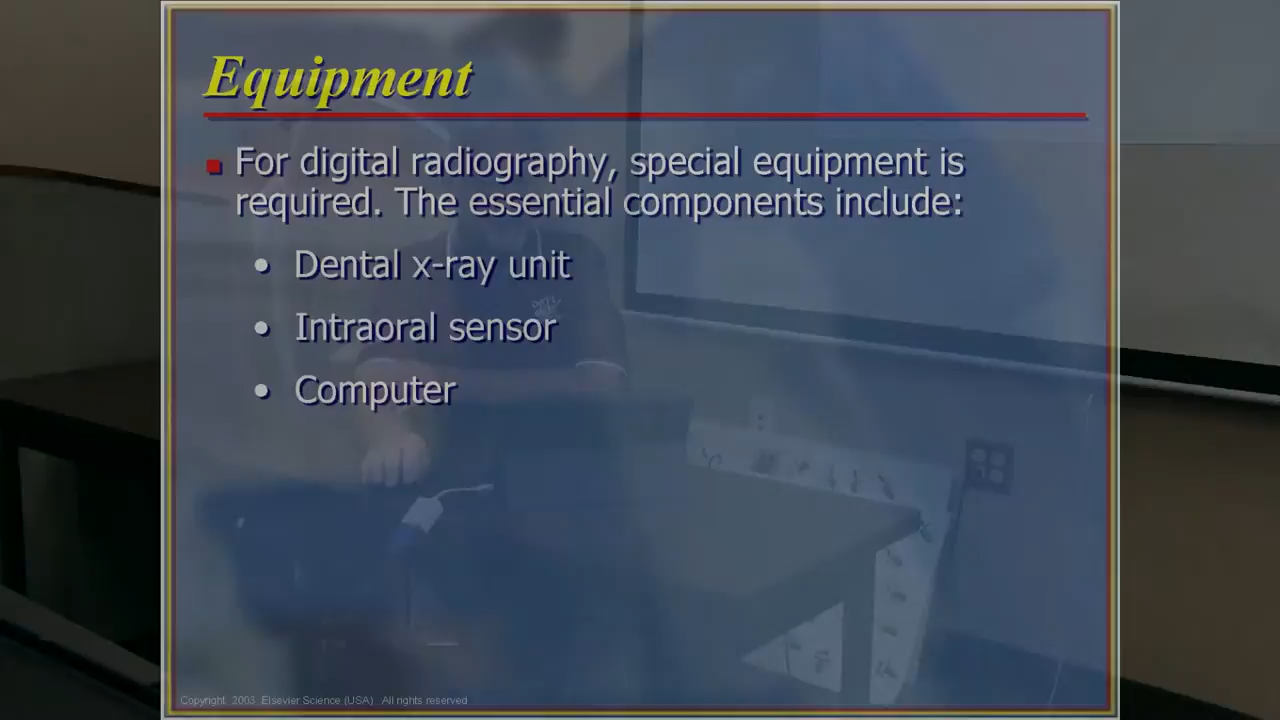 Equipment
For digital radiography, special equipment is
required. The essential components include:
• Dental x-ray unit
• Intraoral sensor
• Computer
Copyright 2003 Elsevier Science (USA) All rights reserved